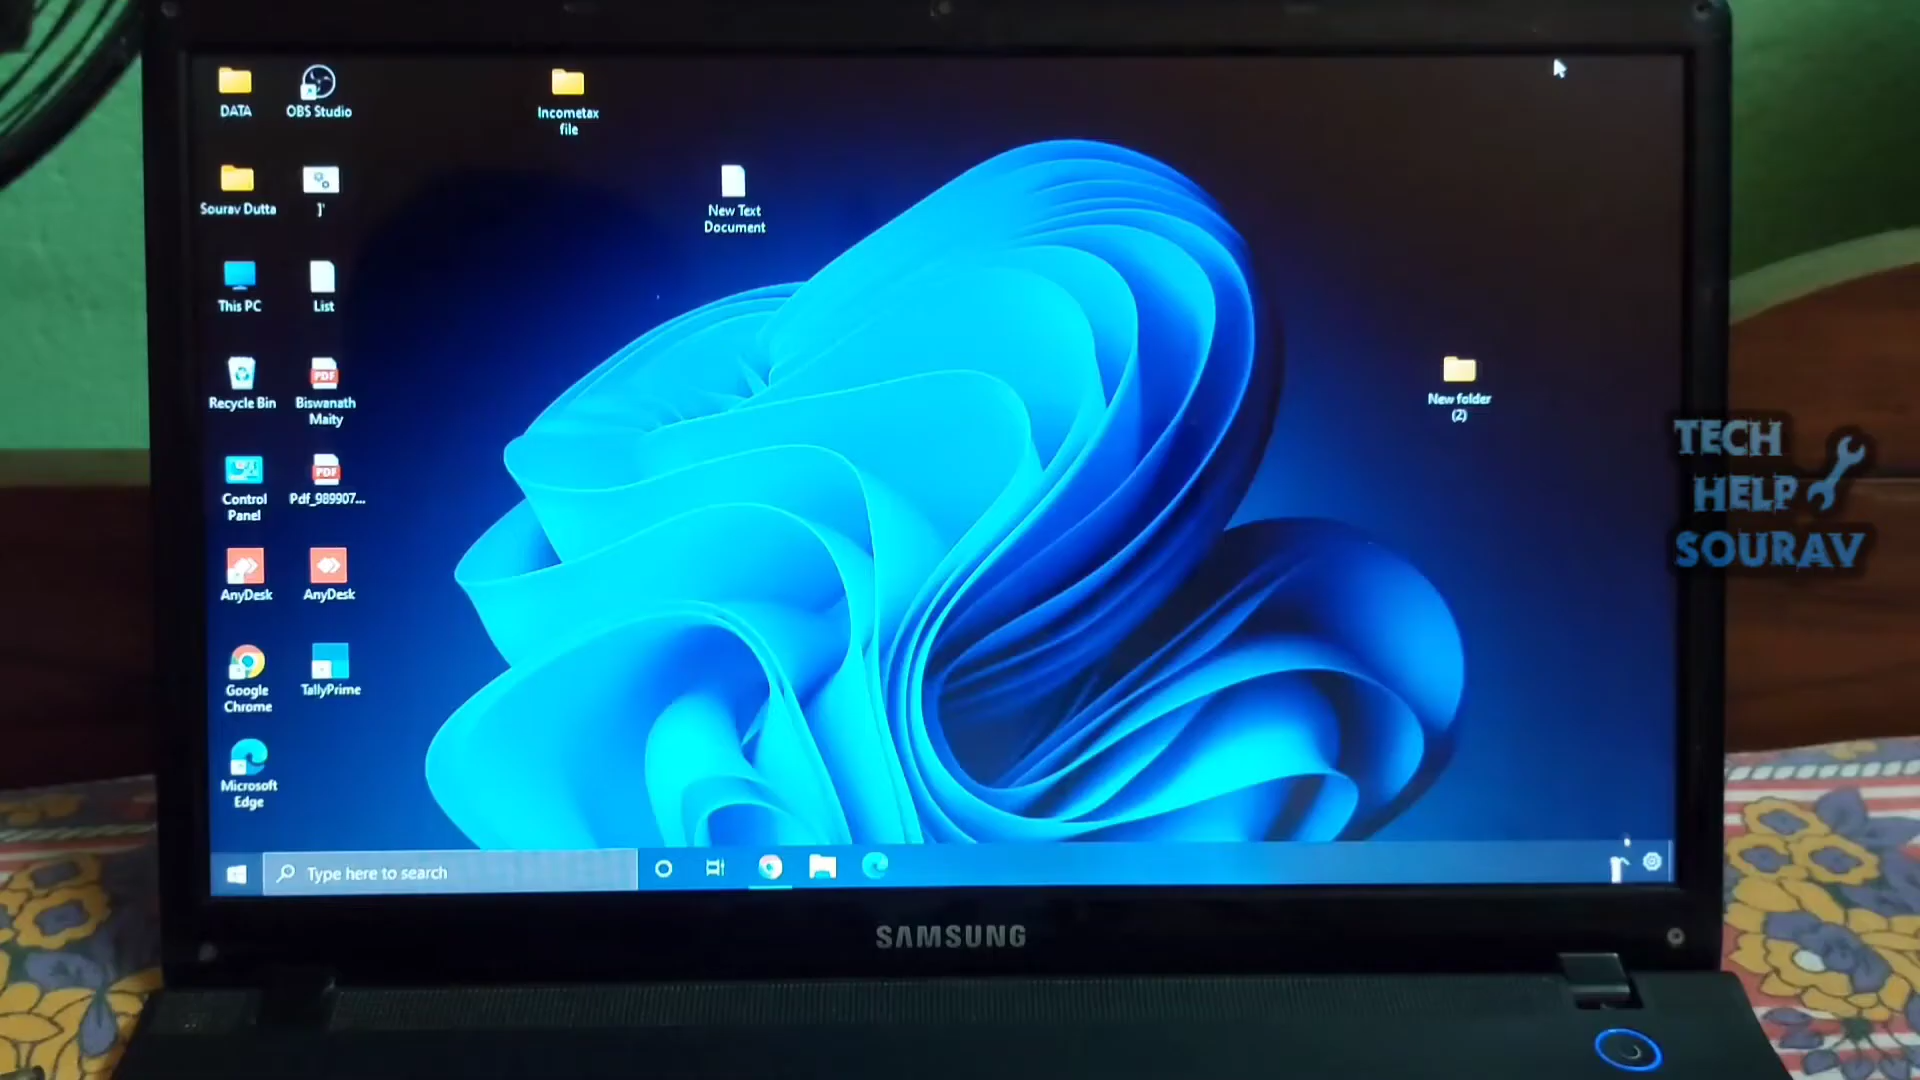 DATA
OBS Studio
Incometax
file
Sourav Dutta
]'
New Text
Document
This PC
List
Recycle Bin
PDF
Biswanath
Maity
New folder
(2)
TECH
HELP
SOURAV
Control
Panel
PDF
Pdf_989907...
AnyDesk
AnyDesk
Google
Chrome
TallyPrime
Microsoft
Edge
Type here to search
SAMSUNG